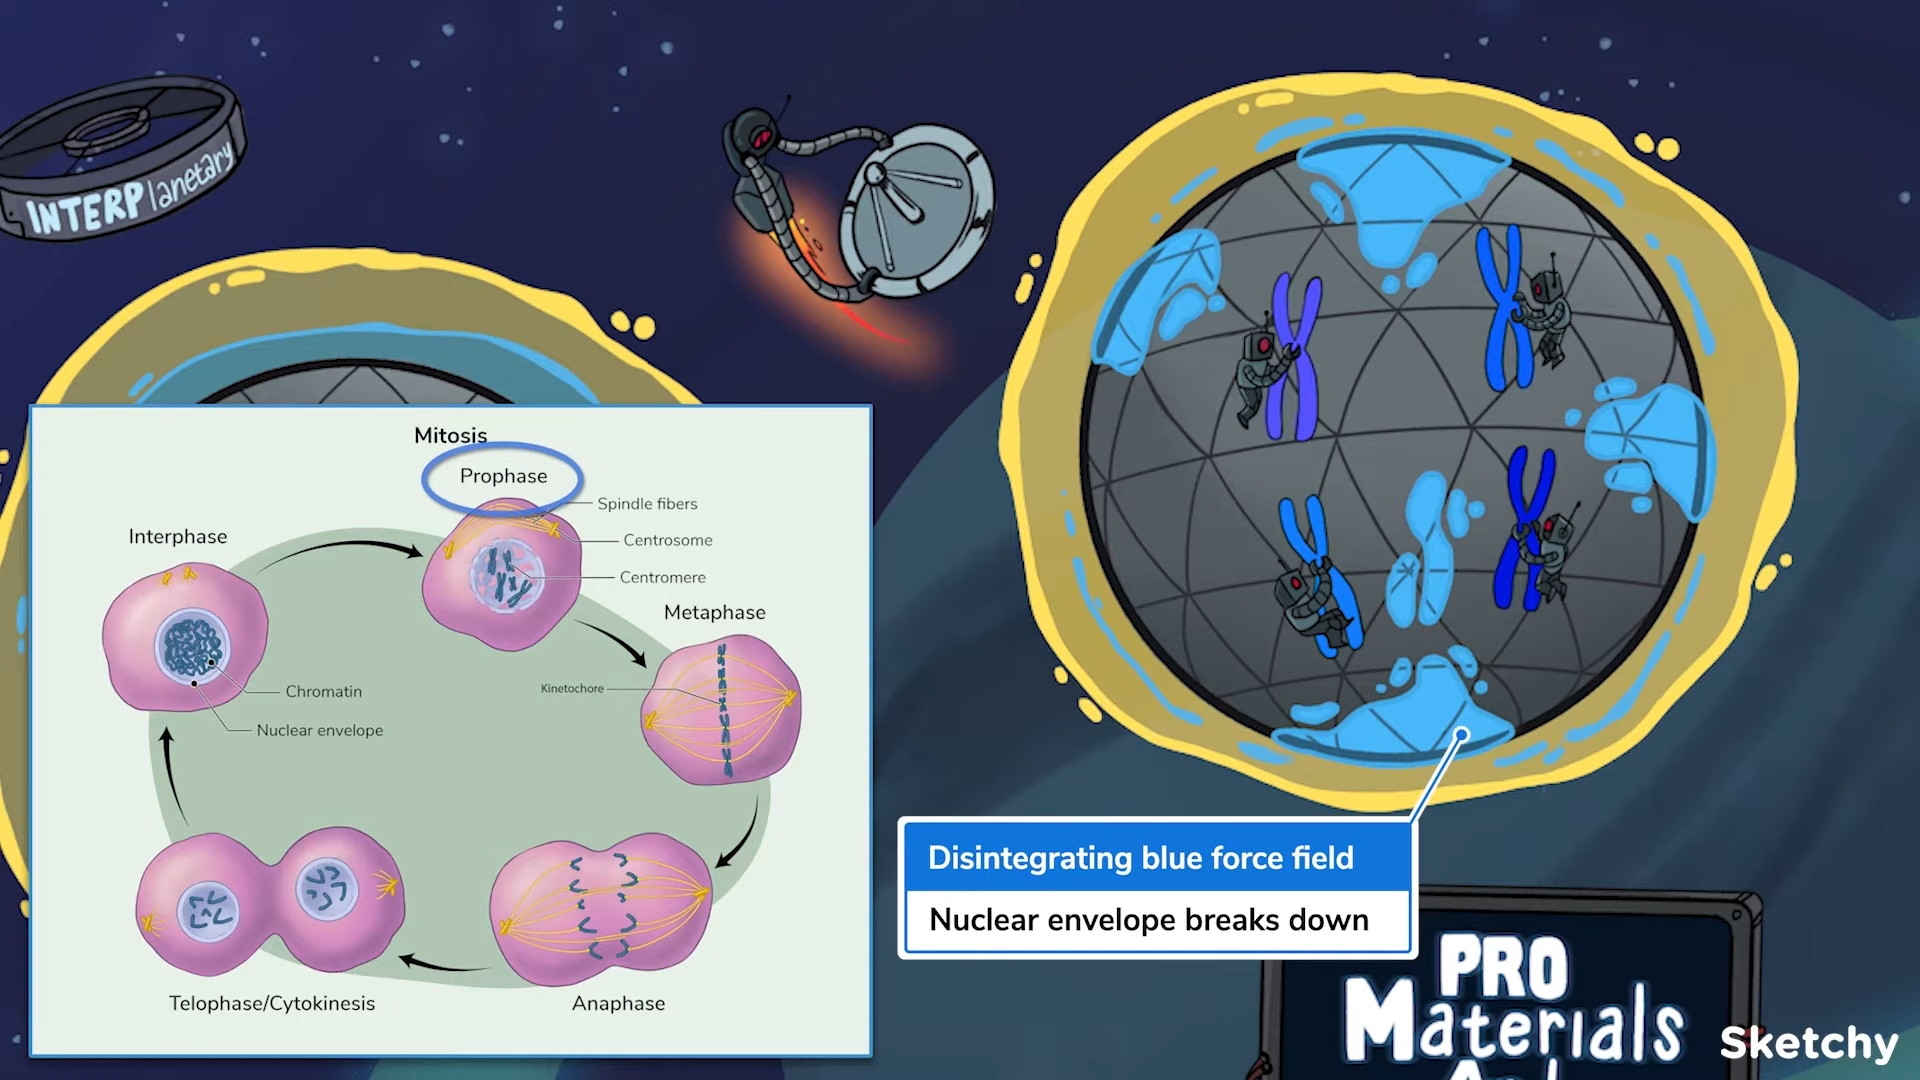 INTERPlanetary
Mitosis
Prophase
Spindle fibers
Centrosome
Centromere
Interphase
Metaphase
Kinetochore
Chromatin
Nuclear envelope
Telophase/Cytokinesis
Anaphase
Disintegrating blue force field
Nuclear envelope breaks down
PRO
Materials
Sketchy